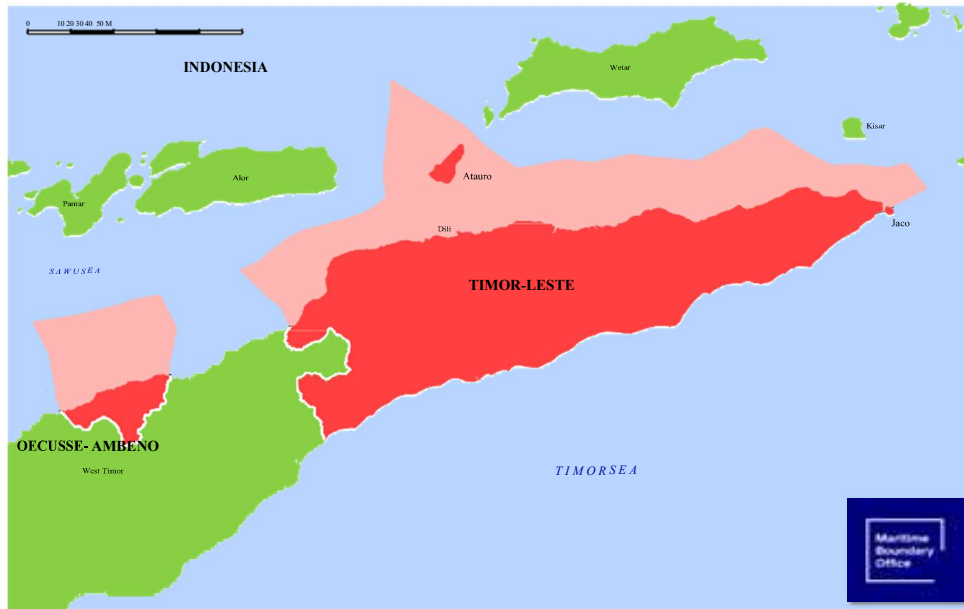 0 10 20 30 40 50 M
INDONESIA
Wetar
Kisar
Atauro
Alor
Pantar
Jaco
Dili
SAWUSEA
TIMOR-LESTE
OECUSSE- AMBENO
West Timor
TIMORSEA
Maritime
Boundary
Office